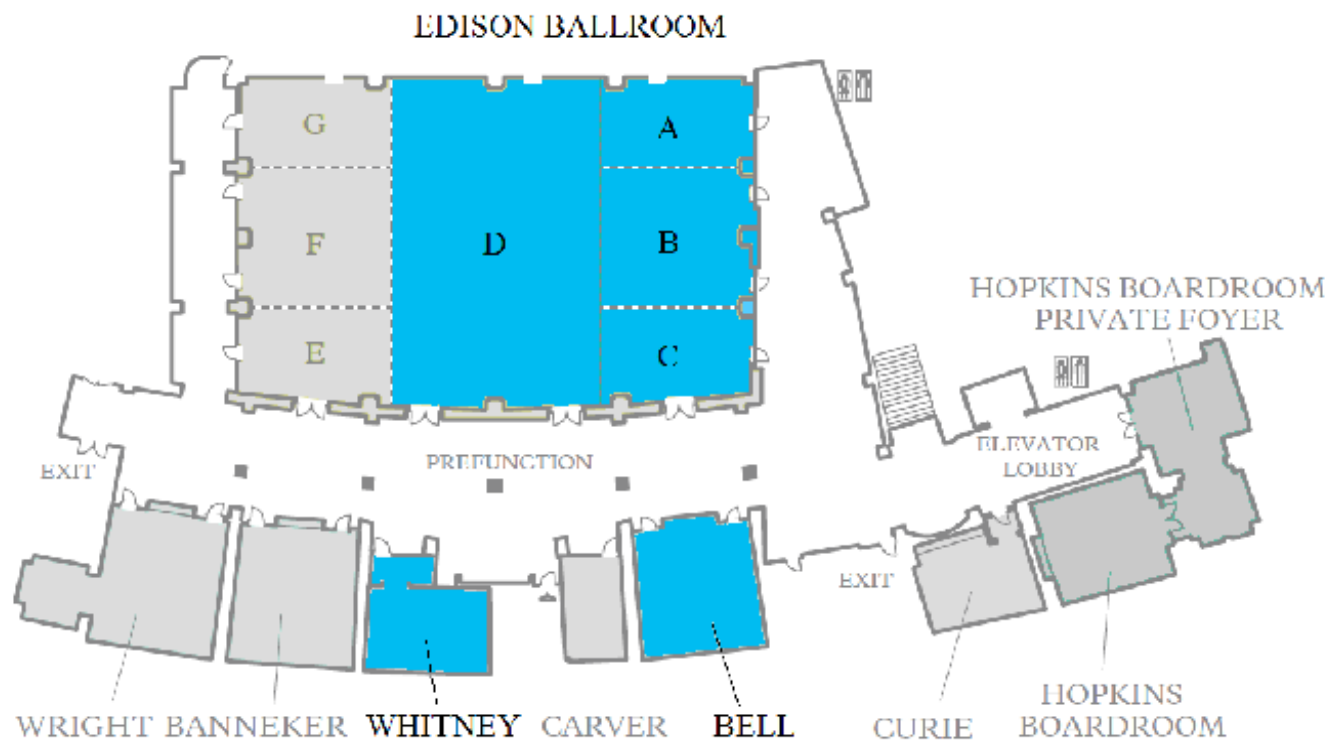 EDISON BALLROOM
G
A
F
D
B
E
C
HOPKINS BOARDROOM
PRIVATE FOYER
EXIT
PREFUNCTION
ELEVATOR
LOBBY
EXIT
WRIGHT
BANNEKER
WHITNEY
CARVER
BELL
CURIE
HOPKINS
BOARDROOM